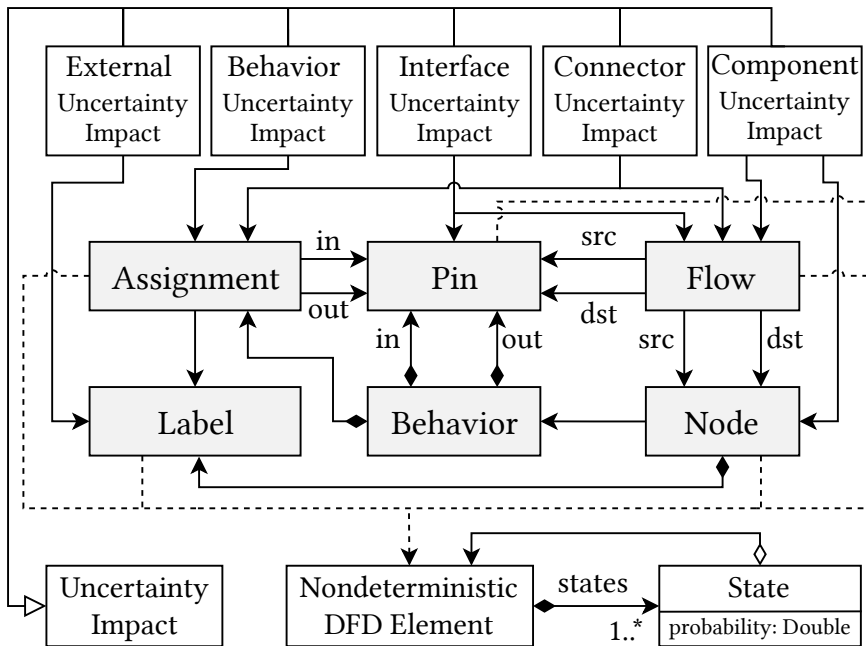 External
Uncertainty
Impact
Behavior
Uncertainty
Impact
Interface
Uncertainty
Impact
Connector
Uncertainty
Impact
Component
Uncertainty
Impact
Assignment
in
out
Pin
src
dst
Flow
in
out
src
dst
Label
Behavior
Node
Uncertainty
Impact
Nondeterministic
DFD Element
states
1..*
State
probability: Double